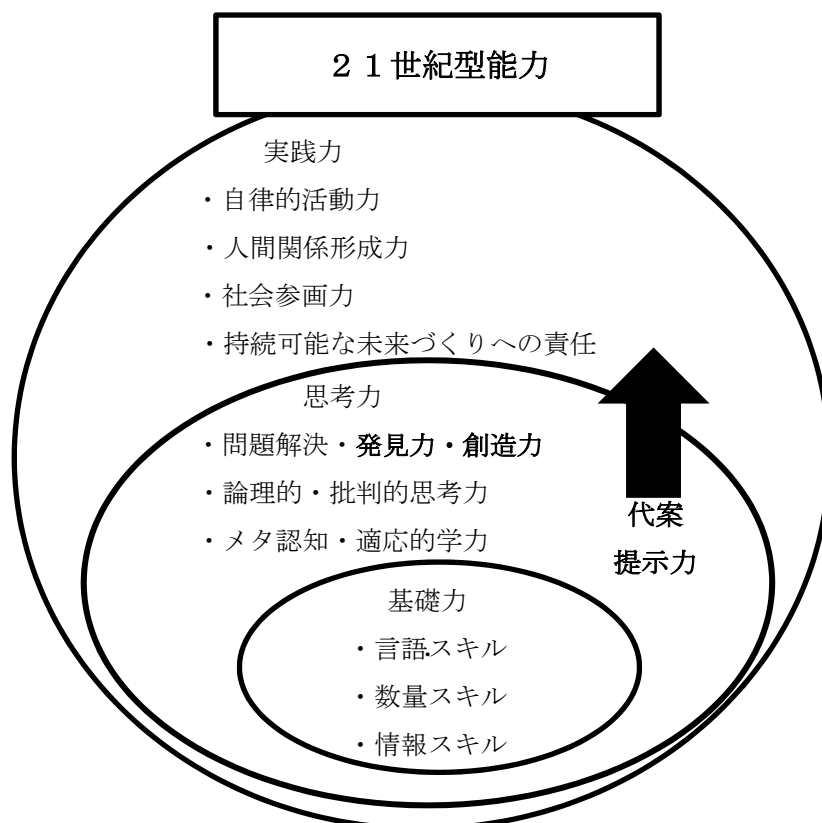 ２１世紀型能力
実践力
・自律的活動力
・人間関係形成力
・社会参画力
・持続可能な未来づくりへの責任
思考力
・問題解決・発見力・創造力
・論理的・批判的思考力
・メタ認知・適応的学力
代案
提示力
基礎力
・言語スキル
・数量スキル
・情報スキル